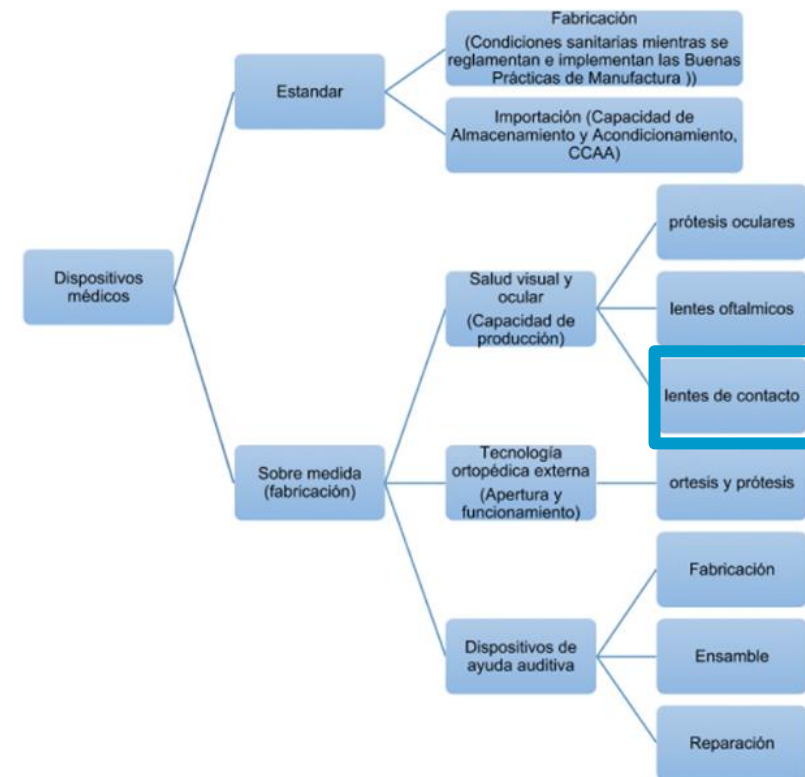 Fabricación
(Condiciones sanitarias mientras se
reglamentan e implementan las Buenas
Prácticas de Manufactura ))
Estandar
Importación (Capacidad de
Almacenamiento y Acondicionamiento,
CCAA)
Dispositivos
médicos
Salud visual y
ocular
(Capacidad de
producción)
prótesis oculares
lentes oftalmicos
lentes de contacto
Sobre medida
(fabricación)
Tecnología
ortopédica externa
(Apertura y
funcionamiento)
ortesis y prótesis
Dispositivos de
ayuda auditiva
Fabricación
Ensamble
Reparación